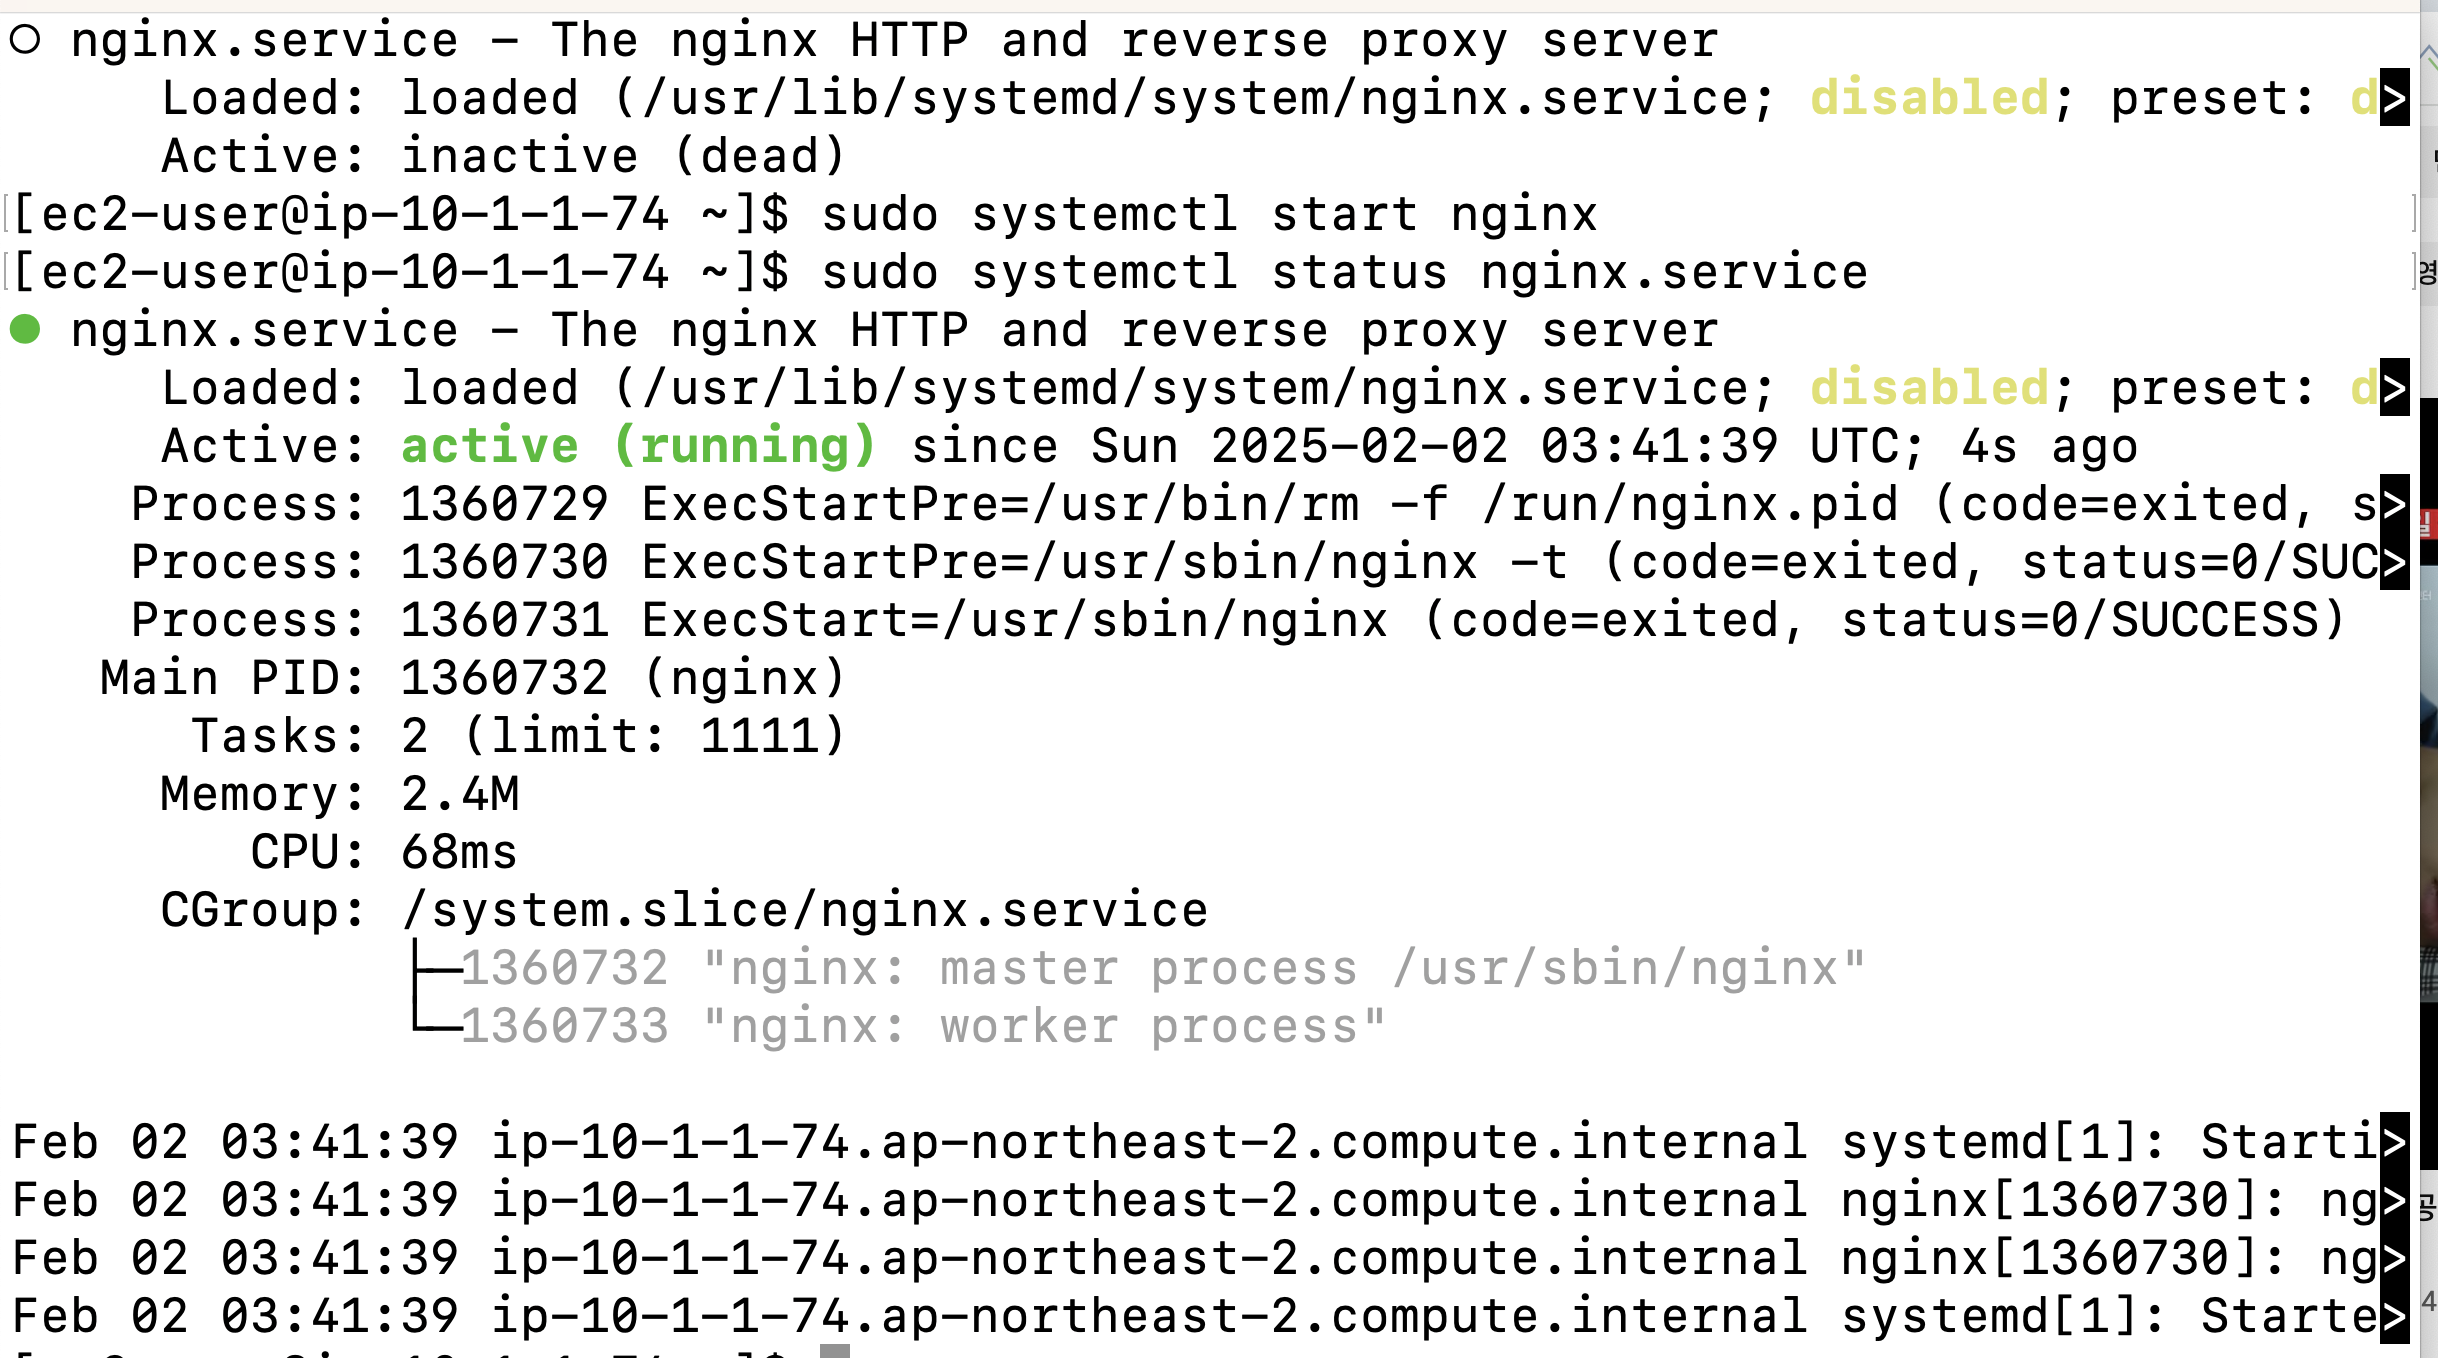 ○ nginx.service - The nginx HTTP and reverse proxy server
     Loaded: loaded (/usr/lib/systemd/system/nginx.service; disabled; preset: d>
     Active: inactive (dead)
[ec2-user@ip-10-1-1-74 ~]$ sudo systemctl start nginx
[ec2-user@ip-10-1-1-74 ~]$ sudo systemctl status nginx.service
● nginx.service - The nginx HTTP and reverse proxy server
     Loaded: loaded (/usr/lib/systemd/system/nginx.service; disabled; preset: d>
     Active: active (running) since Sun 2025-02-02 03:41:39 UTC; 4s ago
    Process: 1360729 ExecStartPre=/usr/bin/rm -f /run/nginx.pid (code=exited, s>
    Process: 1360730 ExecStartPre=/usr/sbin/nginx -t (code=exited, status=0/SUC>
    Process: 1360731 ExecStart=/usr/sbin/nginx (code=exited, status=0/SUCCESS)
   Main PID: 1360732 (nginx)
      Tasks: 2 (limit: 1111)
     Memory: 2.4M
        CPU: 68ms
     CGroup: /system.slice/nginx.service
             ├─1360732 "nginx: master process /usr/sbin/nginx"
             └─1360733 "nginx: worker process"
Feb 02 03:41:39 ip-10-1-1-74.ap-northeast-2.compute.internal systemd[1]: Starti>
Feb 02 03:41:39 ip-10-1-1-74.ap-northeast-2.compute.internal nginx[1360730]: ng>
Feb 02 03:41:39 ip-10-1-1-74.ap-northeast-2.compute.internal nginx[1360730]: ng>
Feb 02 03:41:39 ip-10-1-1-74.ap-northeast-2.compute.internal systemd[1]: Starte>